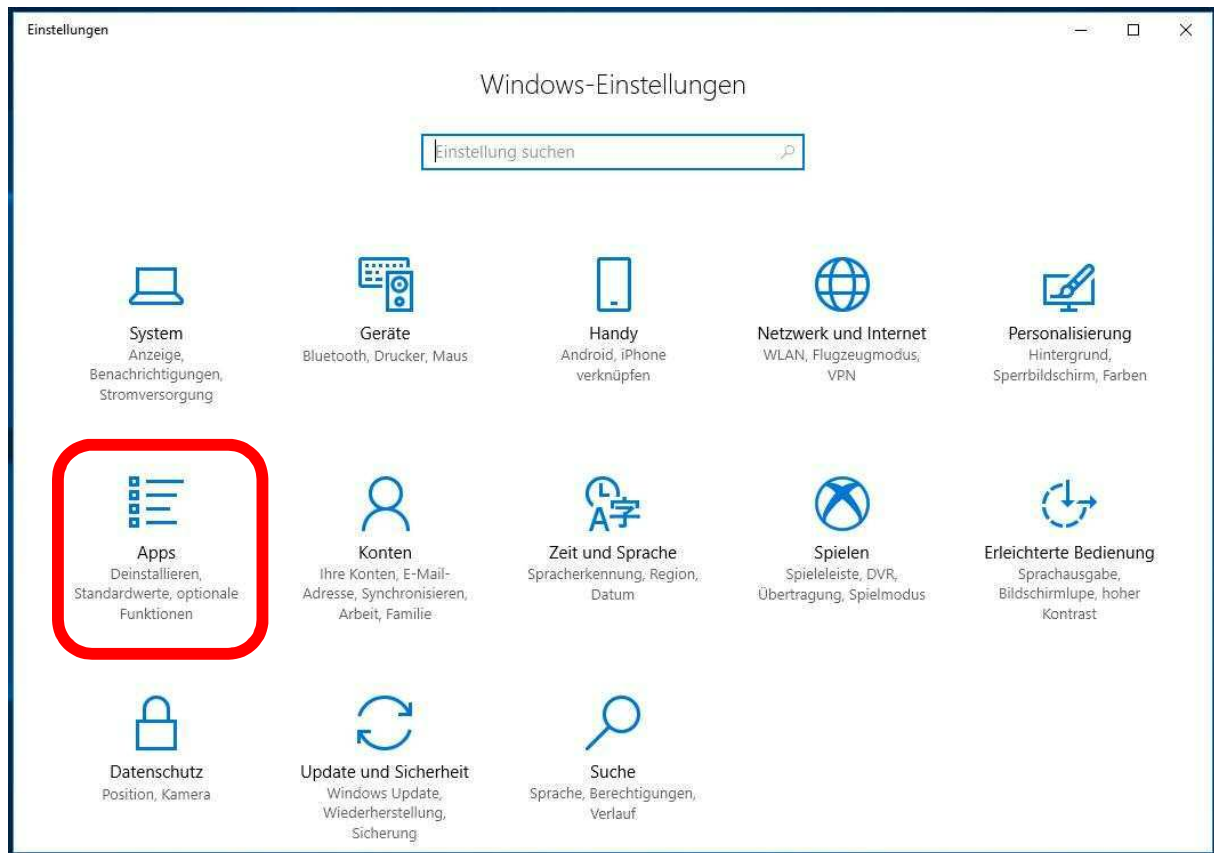 Einstellungen
Windows-Einstellungen
Einstellung suchen
System
Anzeige,
Benachrichtigungen,
Stromversorgung
Geräte
Bluetooth, Drucker, Maus
Handy
Android, iPhone
verknüpfen
Netzwerk und Internet
WLAN, Flugzeugmodus,
VPN
Personalisierung
Hintergrund,
Sperrbildschirm, Farben
Apps
Deinstallieren,
Standardwerte, optionale
Funktionen
Konten
Ihre Konten, E-Mail-
Adresse, Synchronisieren,
Arbeit, Familie
Zeit und Sprache
Spracherkennung, Region,
Datum
Spielen
Spieleleiste, DVR,
Übertragung, Spielmodus
Erleichterte Bedienung
Sprachausgabe,
Bildschirmlupe, hoher
Kontrast
Datenschutz
Position, Kamera
Update und Sicherheit
Windows Update,
Wiederherstellung,
Sicherung
Suche
Sprache, Berechtigungen,
Verlauf